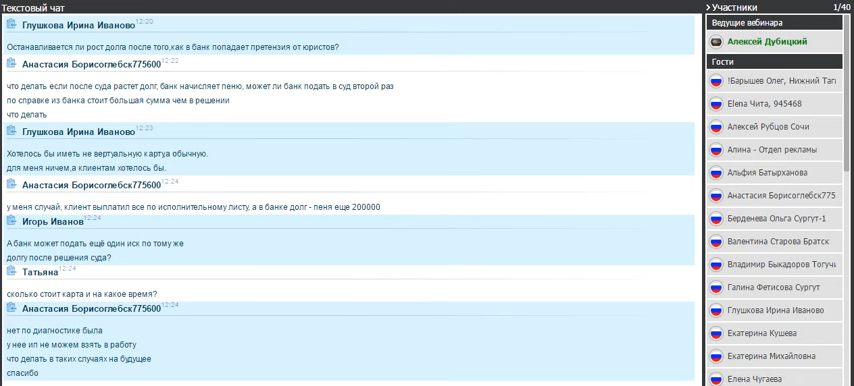 Текстовый чат
Глушкова Ирина Иваново 12:20
Останавливается ли рост долга после того,как в банк попадает претензия от юристов?
Анастасия Борисоглебск775600 12:22
что делать если после суда растет долг, банк начисляет пеню, может ли банк подать в суд второй раз
по справке из банка стоит большая сумма чем в решении
что делать
Глушкова Ирина Иваново 12:23
Хотелось бы иметь не вертуальную карту,а обычную.
для меня ничем,а клиентам хотелось бы.
Анастасия Борисоглебск775600 12:24
у меня случай, клиент выплатил все по исполнительному листу, а в банке долг - пеня еще 200000
Игорь Иванов 12:24
А банк может подать ещё один иск по тому же
долгу после решения суда?
Татьяна 12:24
сколько стоит карта и на какое время?
Анастасия Борисоглебск775600 12:24
нет по диагностике была
у нее ип не можем взять в работу
что делать в таких случаях на будущее
спасибо
Участники 1/40
Ведущие вебинара
Алексей Дубицкий
Гости
!Барышев Олег, Нижний Таги
Elena Чита, 945468
Алексей Рубцов Сочи
Алина - Отдел рекламы
Альфия Батырханова
Анастасия Борисоглебск775
Берденева Ольга Сургут-1
Валентина Старова Братск
Владимир Быкадоров Тогучи
Галина Фетисова Сургут
Глушкова Ирина Иваново
Екатерина Кушева
Екатерина Михайловна
Елена Чугаева